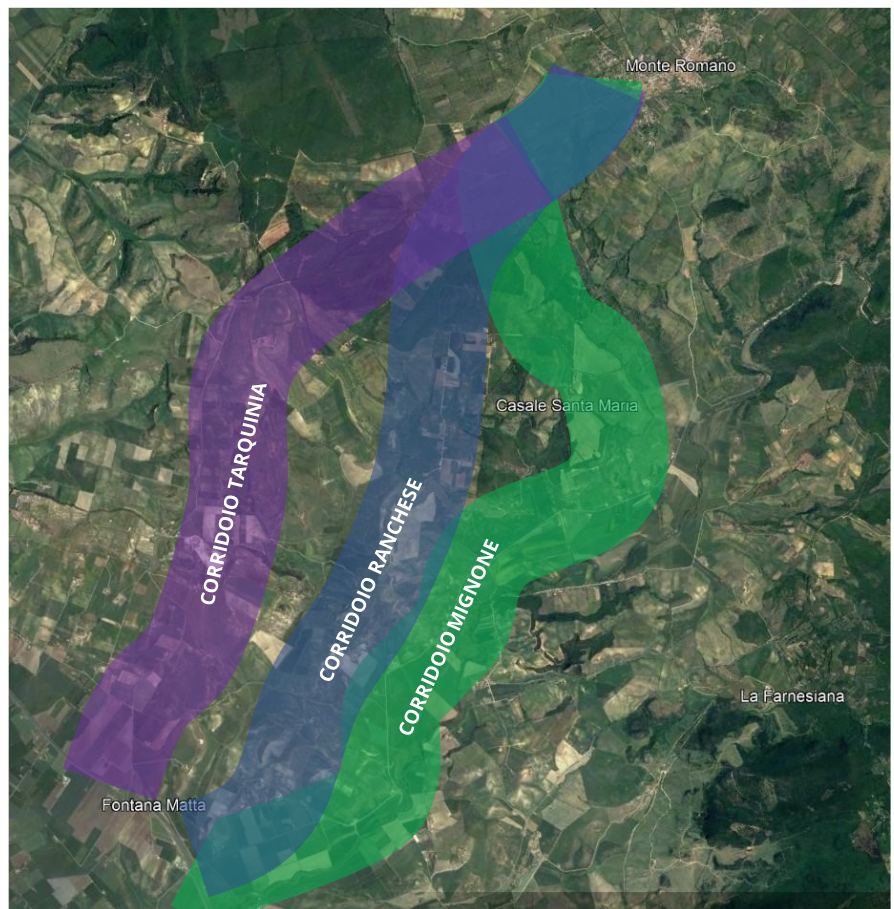 Monte Romano
Casale Santa Maria
CORRIDOIO TARQUINIA
CORRIDOIO RANCHESE
CORRIDOIO MIGNONE
La Farnesiana
Fontana Matta